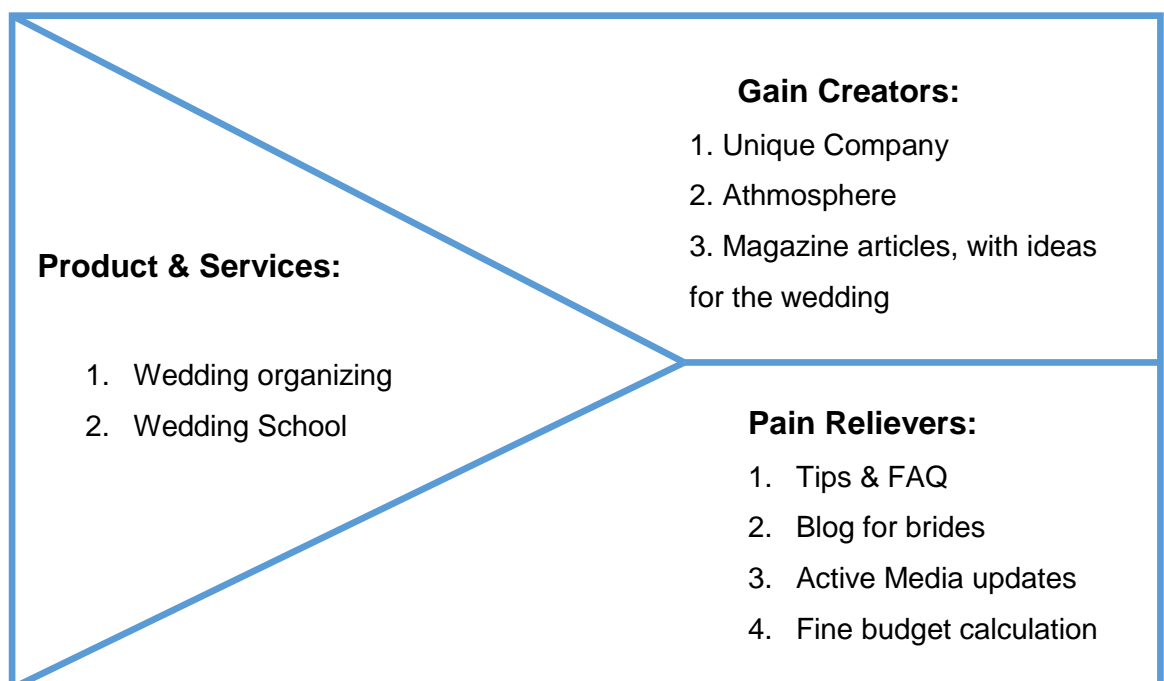 Product & Services:
1. Wedding organizing
2. Wedding School
Gain Creators:
1. Unique Company
2. Athmosphere
3. Magazine articles, with ideas
for the wedding
Pain Relievers:
1. Tips & FAQ
2. Blog for brides
3. Active Media updates
4. Fine budget calculation